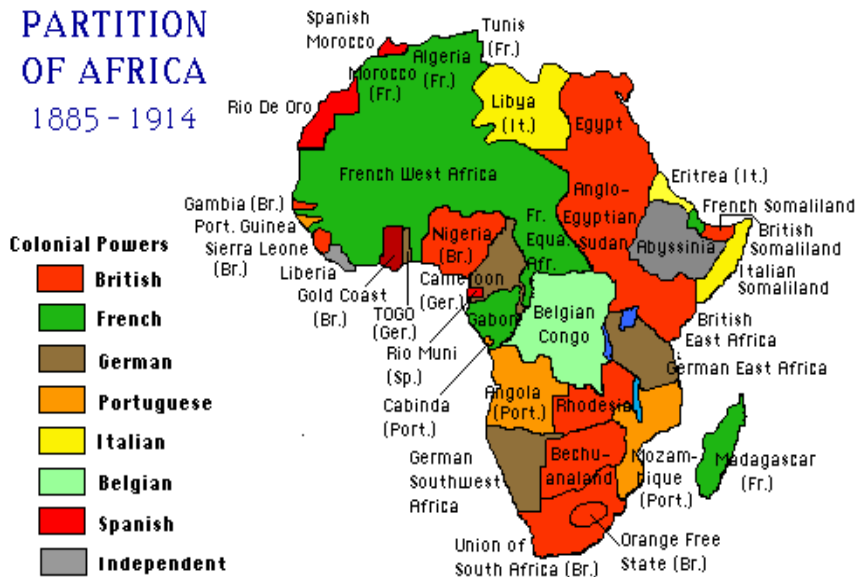 PARTITION
OF AFRICA
1885 - 1914
Spanish
Morocco
Tunis
(Fr.)
Algeria
(Fr.)
Morocco
(Fr.)
Rio De Oro
Libya
(It.)
Egypt
French West Africa
Eritrea (It.)
French Somaliland
British
Somaliland
Italian
Somaliland
Anglo-
Egyptian
Sudan
Abyssinia
Fr.
Equa.
Afr.
Gambia (Br.)
Port. Guinea
Sierra Leone
(Br.)
Liberia
Gold Coast
(Br.)
TOGO
(Ger.)
Nigeria
(Br.)
Cameroon
(Ger.)
Rio Muni
(Sp.)
Gabon
Cabinda
(Port.)
Belgian
Congo
British
East Africa
German East Africa
Angola
(Port.)
Rhodesia
German
Southwest
Africa
Bechu-
analand
Mozam-
bique
(Port.)
Madagascar
(Fr.)
Union of
South Africa (Br.)
Orange Free
State (Br.)
Colonial Powers
British
French
German
Portuguese
Italian
Belgian
Spanish
Independent